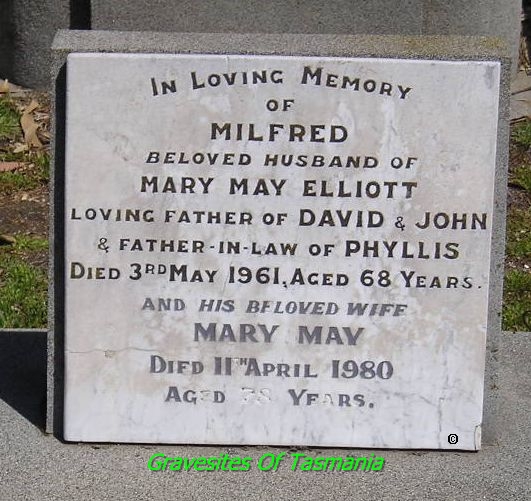 In Loving Memory
OF
MILFRED
BELOVED HUSBAND OF
MARY MAY ELLIOTT
LOVING FATHER OF DAVID & JOHN
& FATHER-IN-LAW OF PHYLLIS
DIED 3RD MAY 1961, AGED 68 YEARS.
AND HIS BELOVED WIFE
MARY MAY
DIED 11TH APRIL 1980
AGED 78 YEARS.
©
Gravesites Of Tasmania